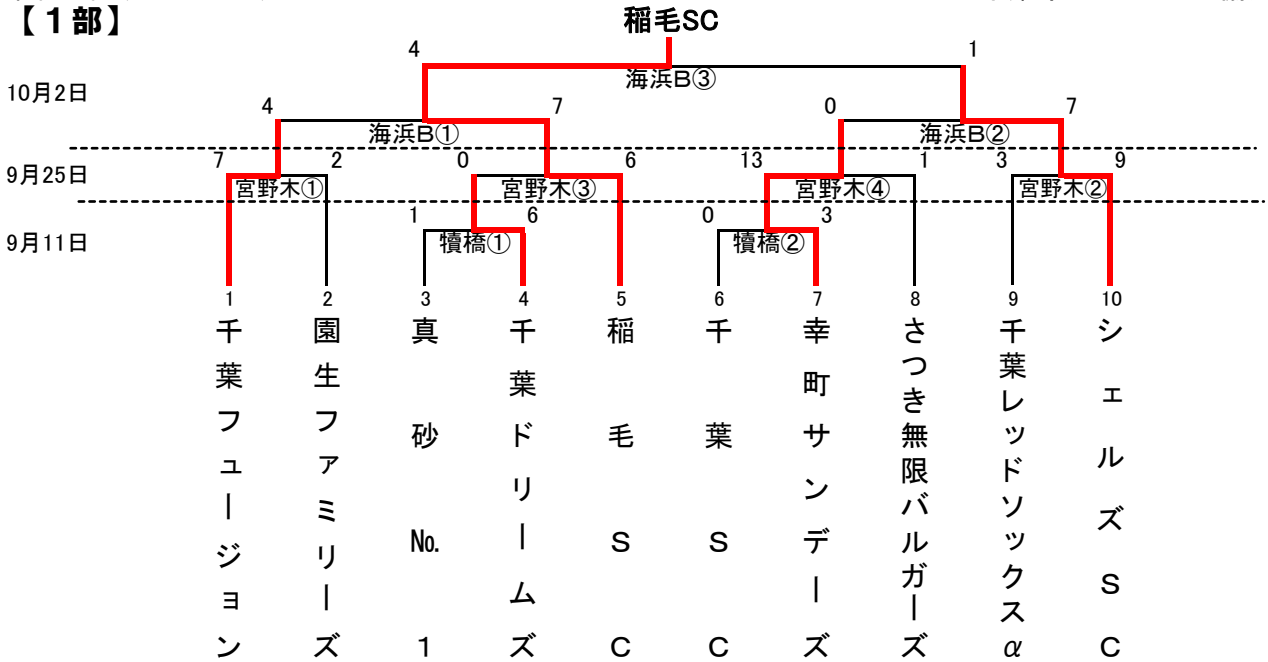 【１部】
稲毛SC
4 1
海浜B③
10月2日
4 7 0 7
海浜B① 海浜B②
7 2 0 6 13 1 3 9
9月25日
宮野木① 宮野木③ 宮野木④ 宮野木②
1 6 0 3
9月11日
犢橋① 犢橋②
1 2 3 4 5 6 7 8 9 10
千葉フュージョン
園生ファミリーズ
真砂№１
千葉ドリームズ
稲毛ＳＣ
千葉ＳＣ
幸町サンデーズ
さつき無限バルガーズ
千葉レッドソックスα
シェルズＳＣ